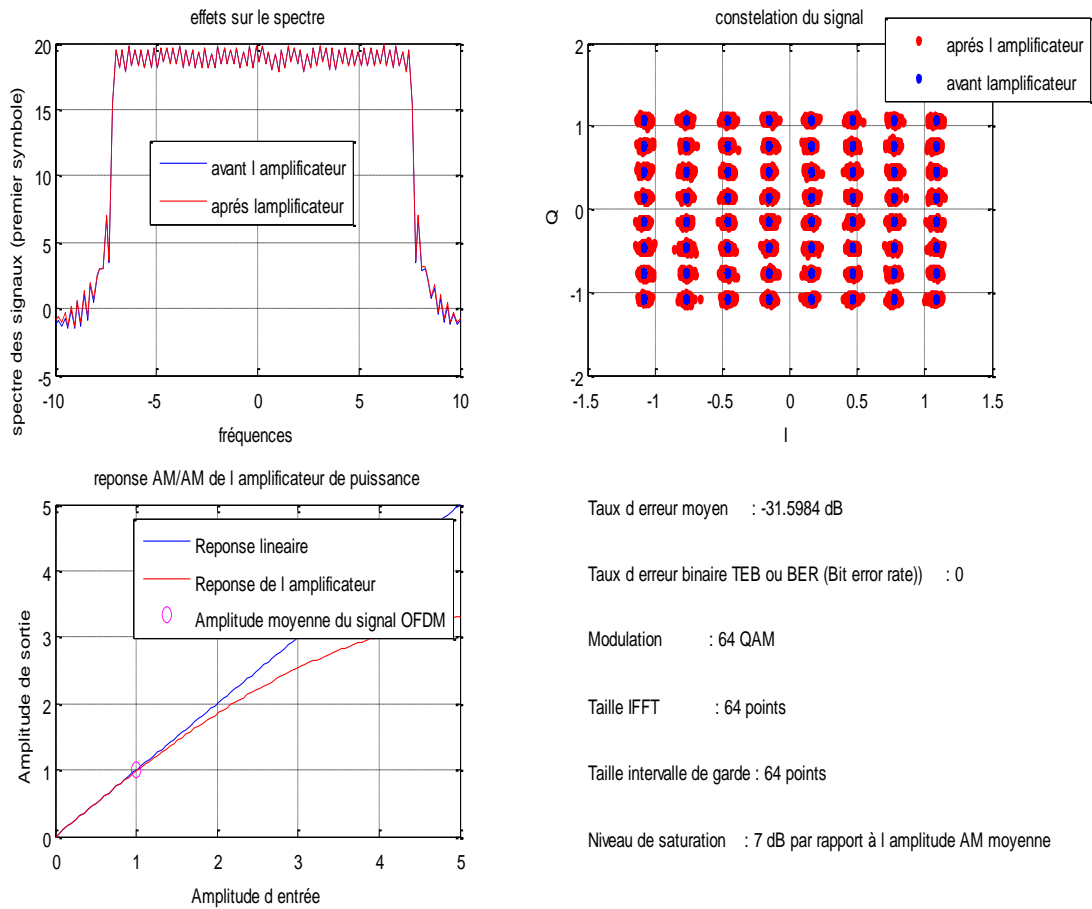 effets sur le spectre
20
15
10
5
0
-5
-10
-5
0
5
10
spectre des signaux (premier symbole)
fréquences
avant l amplificateur
aprés lamplificateur
constelation du signal
aprés l amplificateur
avant lamplificateur
2
1
0
-1
-2
-1.5
-1
-0.5
0
0.5
1
1.5
Q
I
reponse AM/AM de l amplificateur de puissance
5
4
3
2
1
0
0
1
2
3
4
5
Amplitude de sortie
Amplitude d entrée
Reponse lineaire
Reponse de l amplificateur
Amplitude moyenne du signal OFDM
Taux d erreur moyen : -31.5984 dB
Taux d erreur binaire TEB ou BER (Bit error rate)) : 0
Modulation : 64 QAM
Taille IFFT : 64 points
Taille intervalle de garde : 64 points
Niveau de saturation : 7 dB par rapport à l amplitude AM moyenne